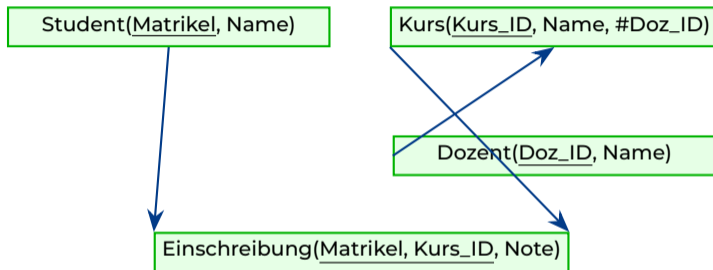 Student(Matrikel, Name)
Kurs(Kurs_ID, Name, #Doz_ID)
Dozent(Doz_ID, Name)
Einschreibung(Matrikel, Kurs_ID, Note)